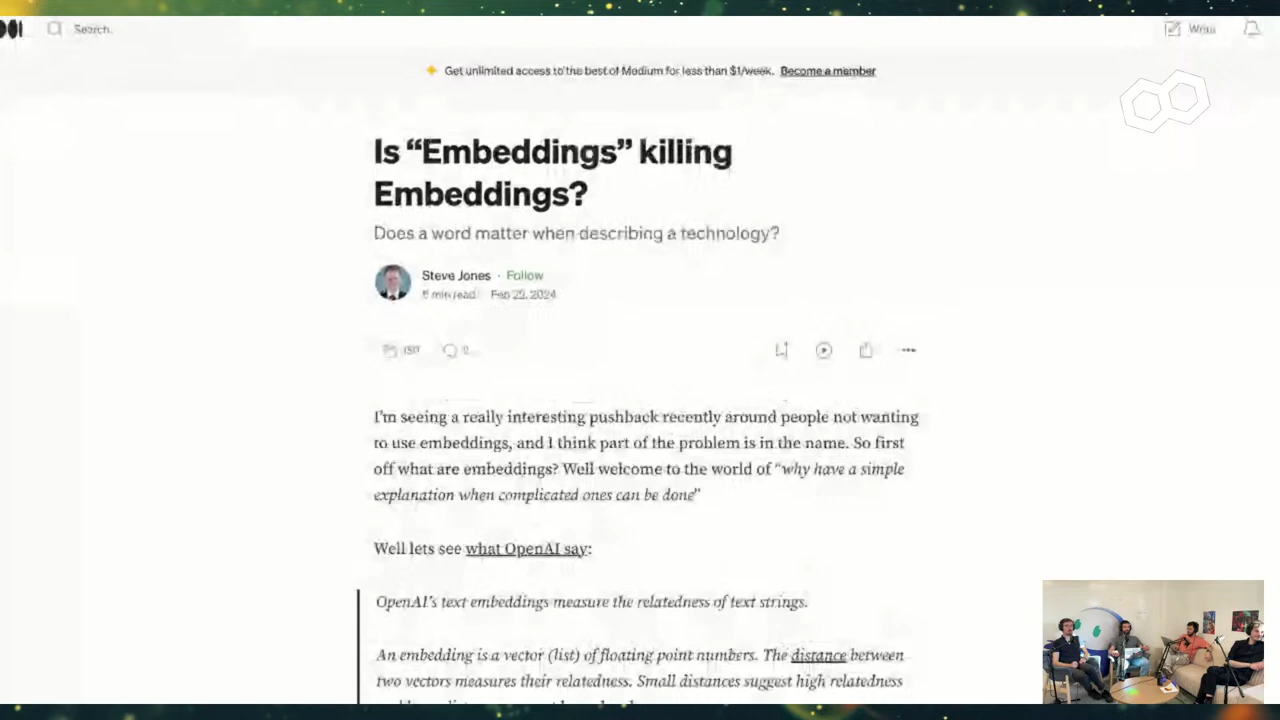 Search.
Write
Get unlimited access to the best of Medium for less than $1/week. Become a member
Is “Embeddings” killing
Embeddings?
Does a word matter when describing a technology?
Steve Jones · Follow
min read Feb 2024
I'm seeing a really interesting pushback recently around people not wanting
to use embeddings, and I think part of the problem is in the name. So first
off what are embeddings? Well welcome to the world of “why have a simple
explanation when complicated ones can be done”
Well lets see what OpenAI say:
OpenAI’s text embeddings measure the relatedness of text strings.
An embedding is a vector (list) of floating point numbers. The distance between
two vectors measures their relatedness. Small distances suggest high relatedness